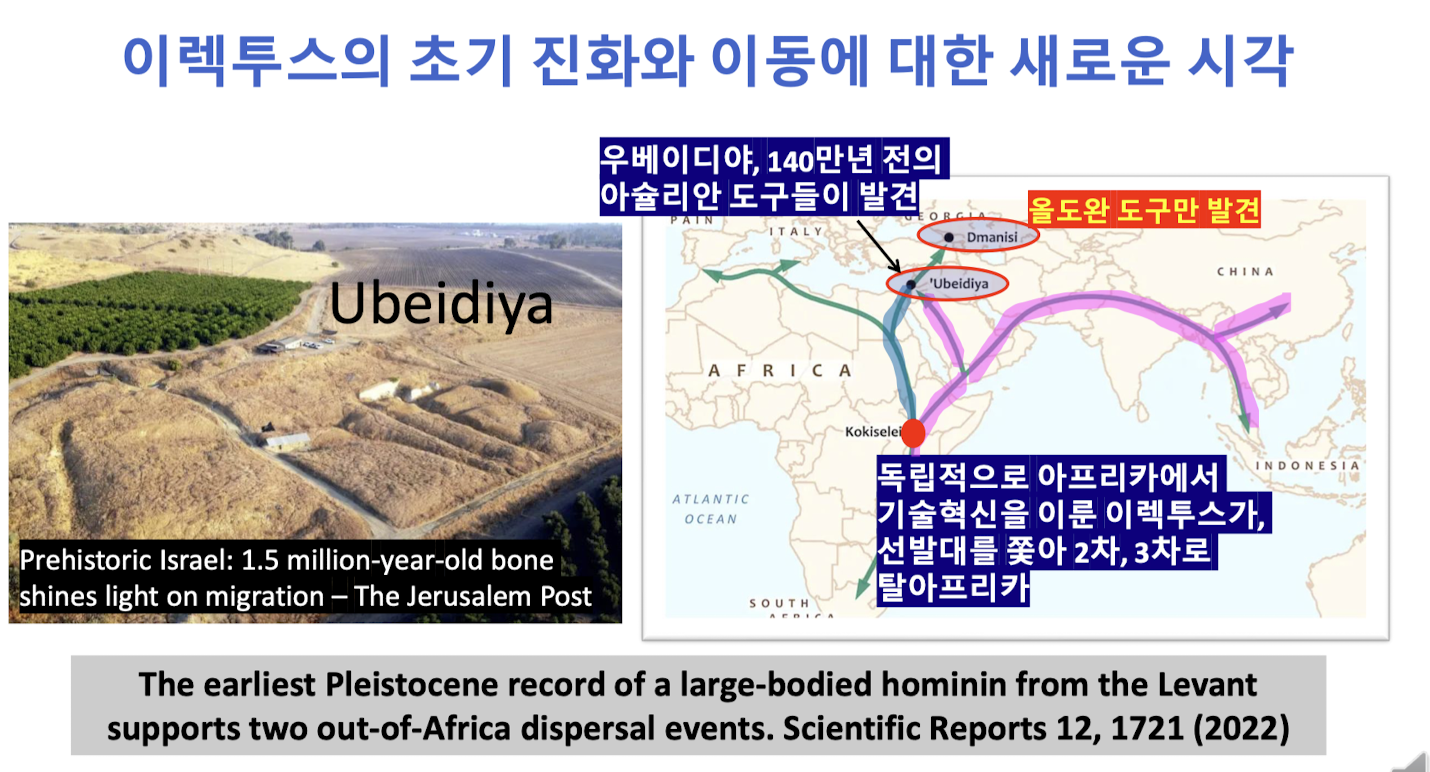 이렉투스의 초기 진화와 이동에 대한 새로운 시각
우베이디야, 140만년 전의
아슐리안 도구들이 발견
올도완 도구만 발견
Ubeidiya
Prehistoric Israel: 1.5 million-year-old bone
shines light on migration – The Jerusalem Post
PAIN
ITALY
GEORGIA
Dmanisi
'Ubeidiya
CHINA
AFRICA
Kokiselei
INDONESIA
ATLANTIC
OCEAN
SOUTH
AFRICA
독립적으로 아프리카에서
기술혁신을 이룬 이렉투스가,
선발대를 쫓아 2차, 3차로
탈아프리카
The earliest Pleistocene record of a large-bodied hominin from the Levant
supports two out-of-Africa dispersal events. Scientific Reports 12, 1721 (2022)